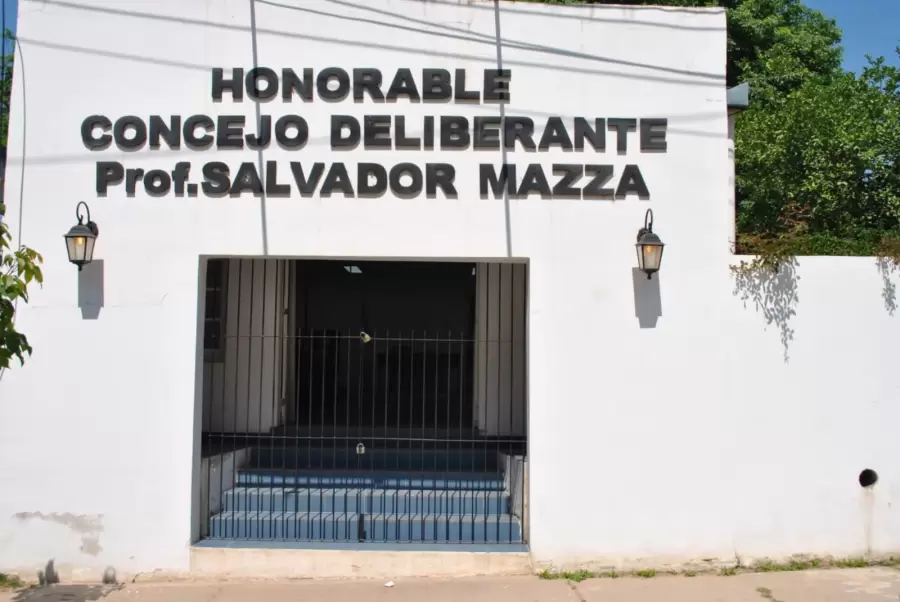 HONORABLE
CONCEJO DELIBERANTE
Prof.SALVADOR MAZZA